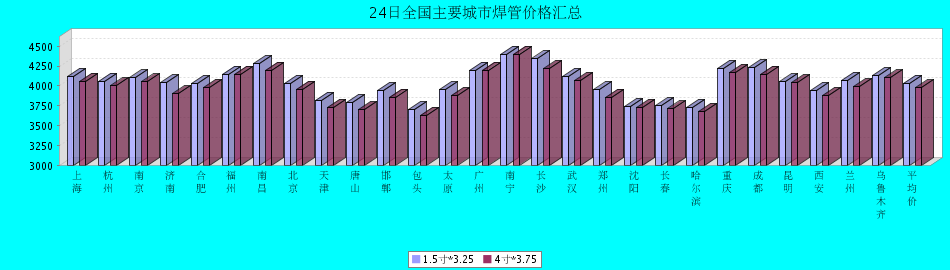 24日全国主要城市焊管价格汇总
4500
4250
4000
3750
3500
3250
3000
上海
杭州
南京
济南
合肥
福州
南昌
北京
天津
唐山
邯郸
包头
太原
广州
南宁
长沙
武汉
郑州
沈阳
长春
哈尔滨
重庆
成都
昆明
西安
兰州
乌鲁木齐
平均价
1.5寸*3.25
4寸*3.75